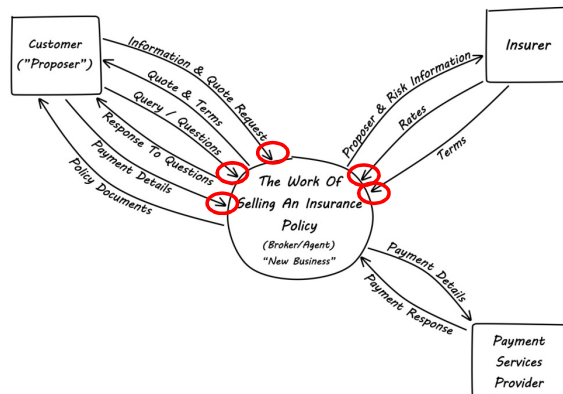 Customer
("Proposer")
Information & Quote Request
Quote & Terms
Query / Questions
Response To Questions
Payment Details
Policy Documents
Insurer
Proposer & Risk Information
Rates
Terms
The Work Of
Selling An Insurance
Policy
(Broker/Agent)
"New Business"
Payment Details
Payment Response
Payment
Services
Provider